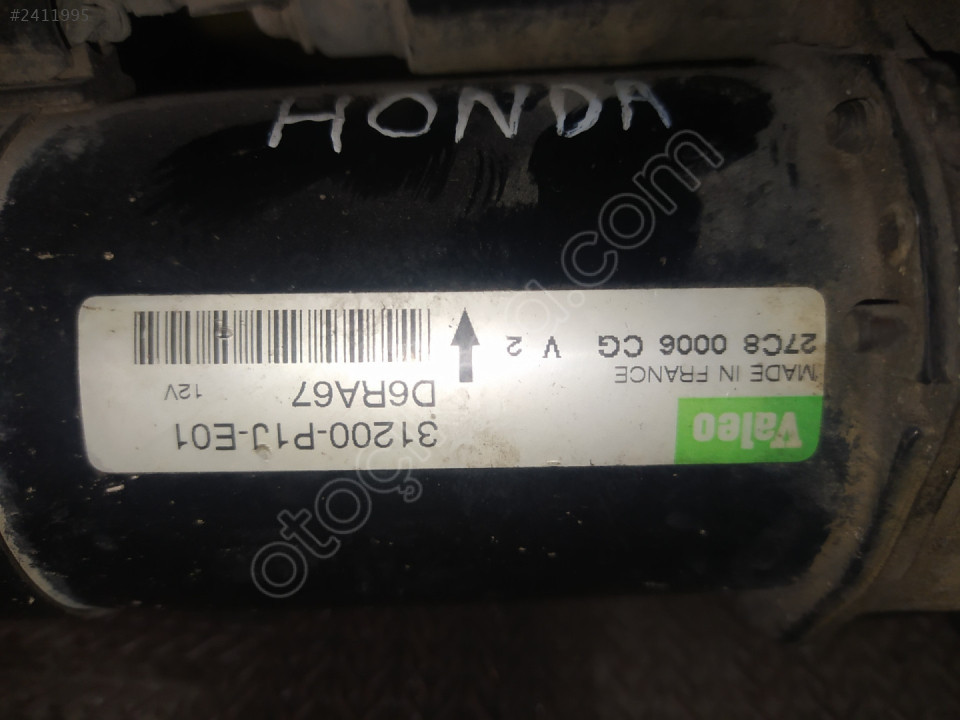 #2411995
HONDA
Valeo
MADE IN FRANCE
27C8 0006 CG V 2
31200-P1J-E01
D6RA67
12V
otoçıkma.com